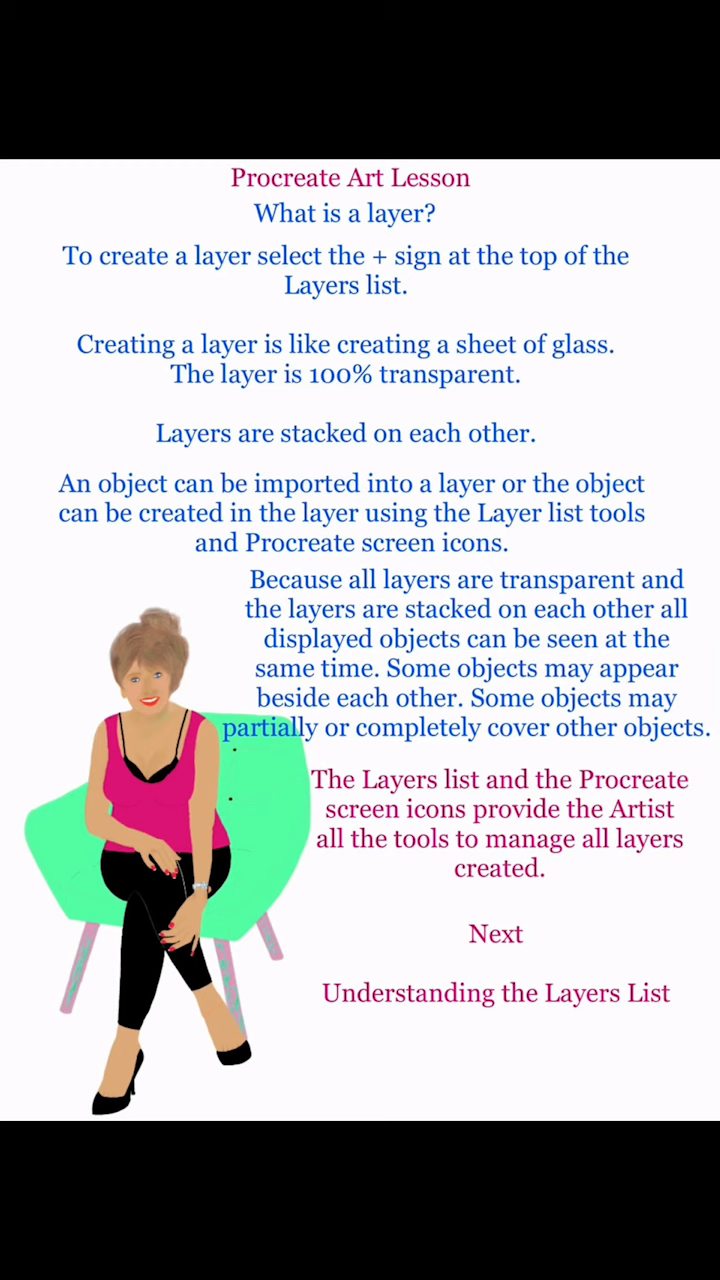 Procreate Art Lesson
What is a layer?
To create a layer select the + sign at the top of the
Layers list.
Creating a layer is like creating a sheet of glass.
The layer is 100% transparent.
Layers are stacked on each other.
An object can be imported into a layer or the object
can be created in the layer using the Layer list tools
and Procreate screen icons.
Because all layers are transparent and
the layers are stacked on each other all
displayed objects can be seen at the
same time. Some objects may appear
beside each other. Some objects may
partially or completely cover other objects.
The Layers list and the Procreate
screen icons provide the Artist
all the tools to manage all layers
created.
Next
Understanding the Layers List